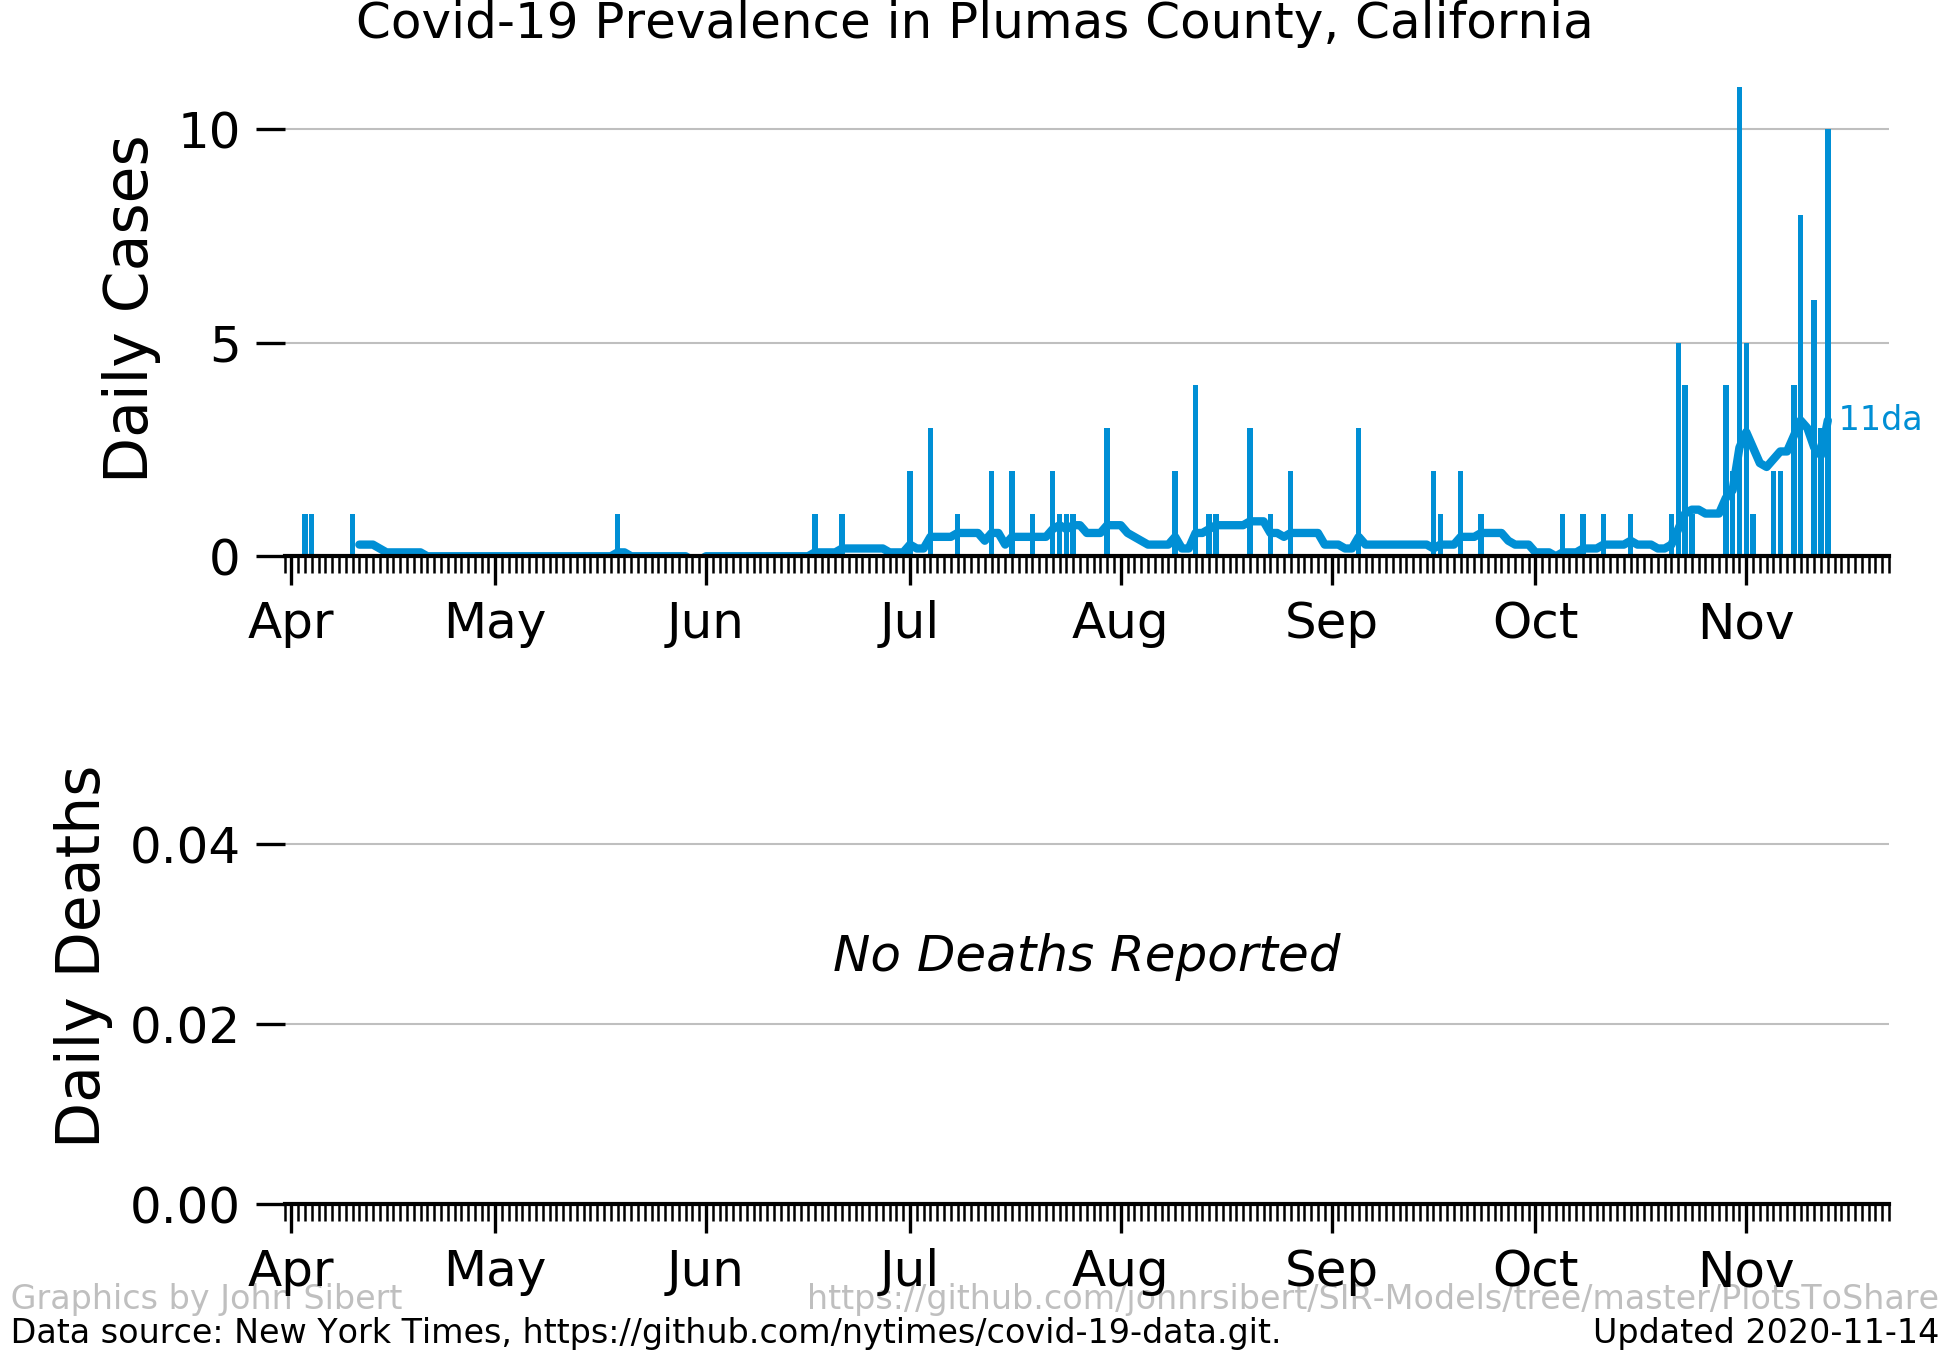 Covid-19 Prevalence in Plumas County, California
Daily Cases
10
5
0
11da
Apr May Jun Jul Aug Sep Oct Nov
Daily Deaths
0.04
0.02
0.00
No Deaths Reported
Apr May Jun Jul Aug Sep Oct Nov
Graphics by John Sibert https://github.com/johnrsibert/SIR-Models/tree/master/PlotsToShare
Data source: New York Times, https://github.com/nytimes/covid-19-data.git. Updated 2020-11-14